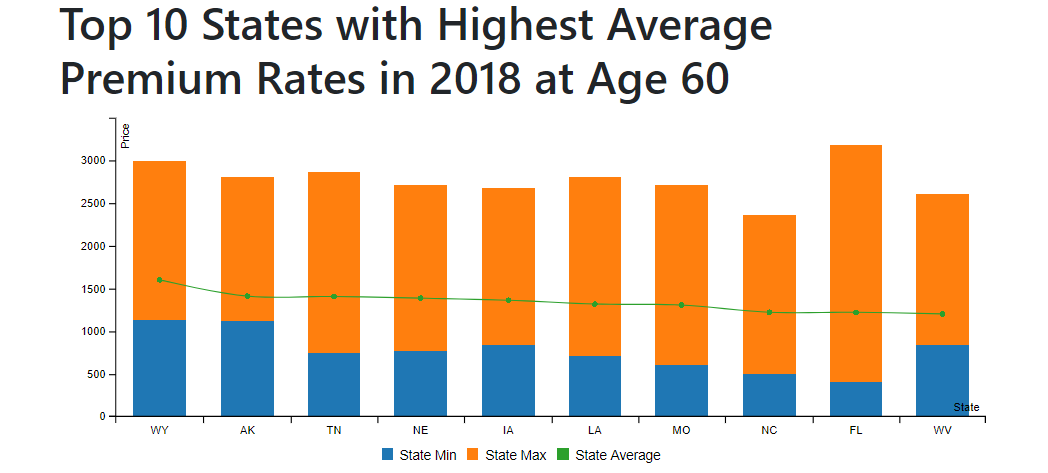 Top 10 States with Highest Average
Premium Rates in 2018 at Age 60
Price
3000
2500
2000
1500
1000
500
0
State
WY AK TN NE IA LA MO NC FL WV
State Min State Max State Average